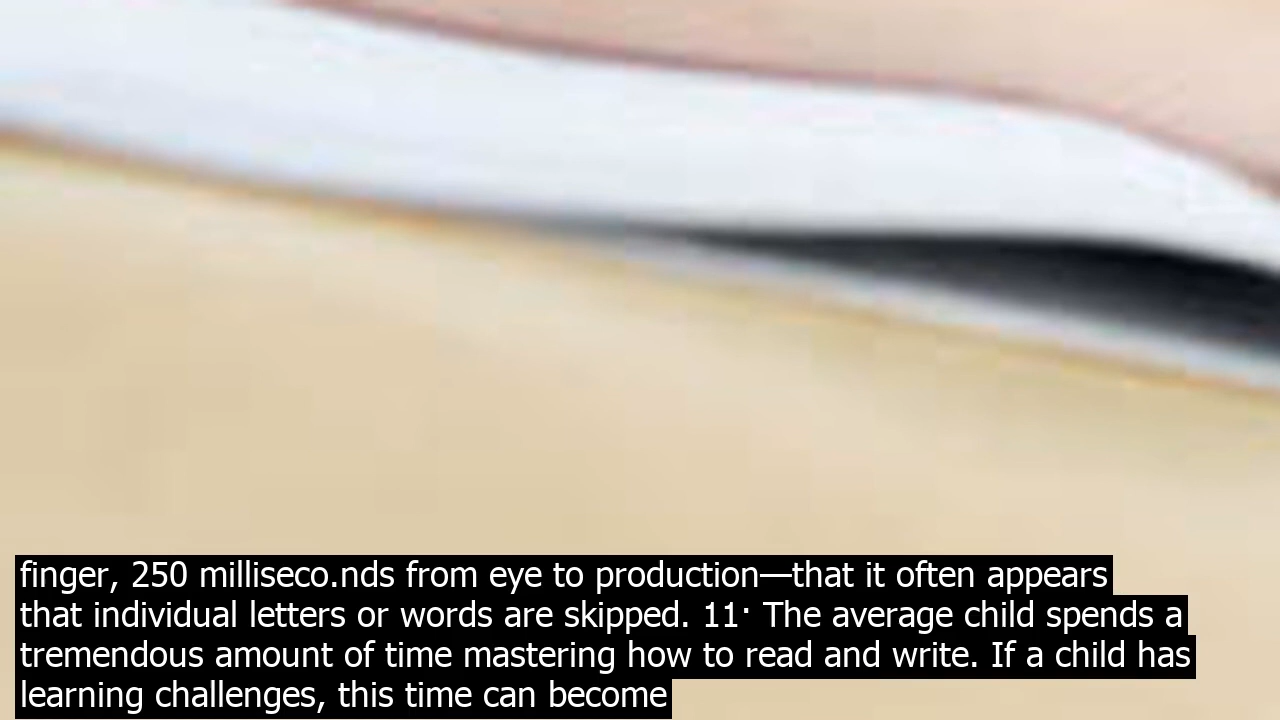 finger, 250 milliseco.nds from eye to production—that it often appears
that individual letters or words are skipped. 11· The average child spends a
tremendous amount of time mastering how to read and write. If a child has
learning challenges, this time can become